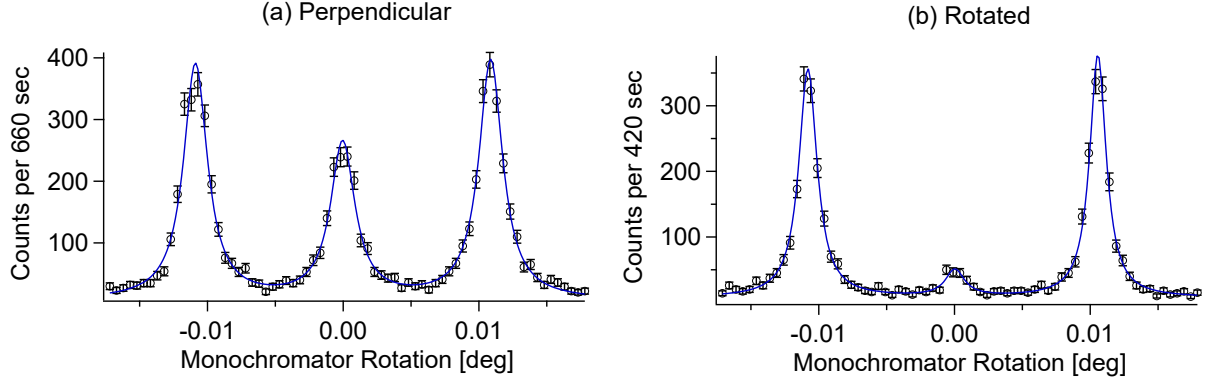 (a) Perpendicular
Counts per 660 sec
400
300
200
100
-0.01
0.00
0.01
Monochromator Rotation [deg]
(b) Rotated
Counts per 420 sec
300
200
100
-0.01
0.00
0.01
Monochromator Rotation [deg]